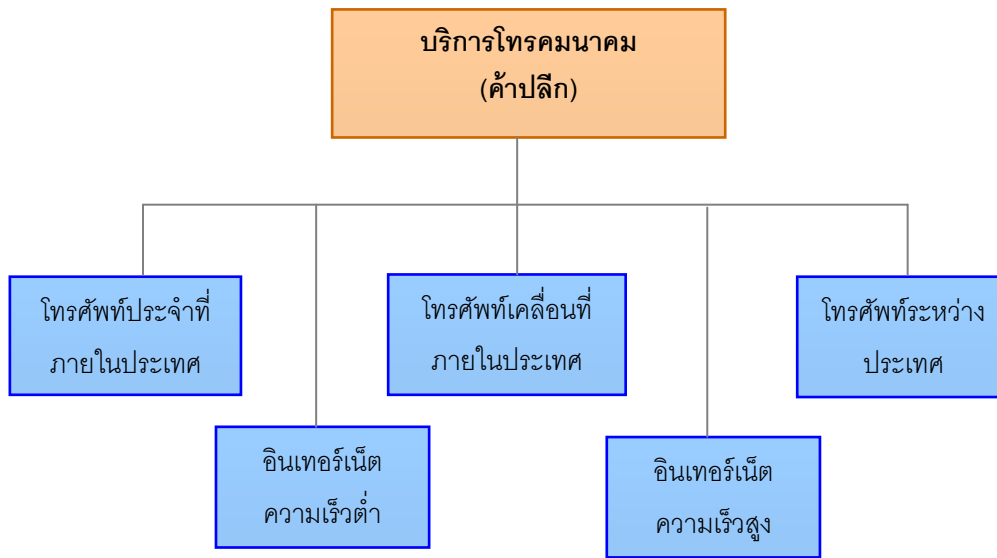 บริการโทรคมนาคม
(ค้าปลีก)
โทรศัพท์ประจำที่
ภายในประเทศ
โทรศัพท์เคลื่อนที่
ภายในประเทศ
โทรศัพท์ระหว่าง
ประเทศ
อินเทอร์เน็ต
ความเร็วต่ำ
อินเทอร์เน็ต
ความเร็วสูง